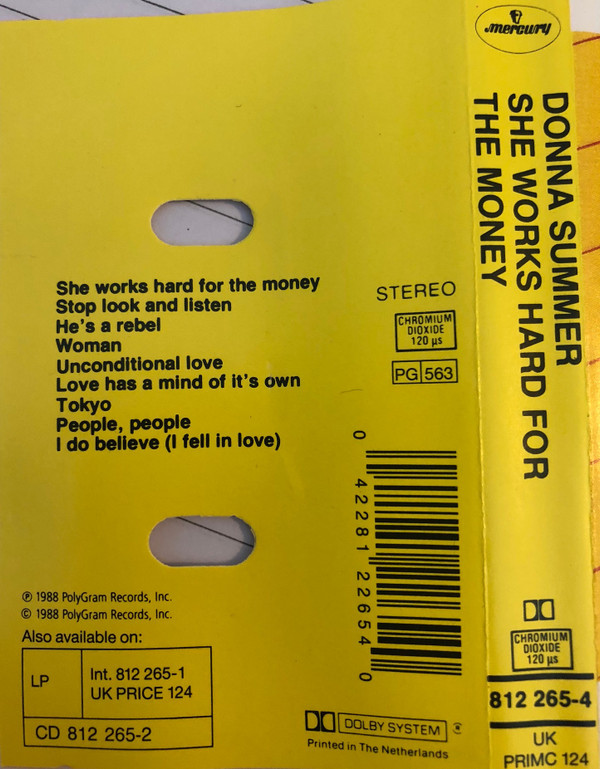 She works hard for the money
Stop look and listen
He's a rebel
Woman
Unconditional love
Love has a mind of it's own
Tokyo
People, people
I do believe (I fell in love)
℗ 1988 PolyGram Records, Inc.
© 1988 PolyGram Records, Inc.
Also available on:
LP
Int. 812 265-1
UK PRICE 124
CD 812 265-2
STEREO
CHROMIUM
DIOXIDE
120 µs
PG 563
0 42281 22654 0
DOLBY SYSTEM
Printed in The Netherlands
mercury
DONNA SUMMER
SHE WORKS HARD FOR
THE MONEY
CHROMIUM
DIOXIDE
120 µs
812 265-4
UK
PRIMC 124